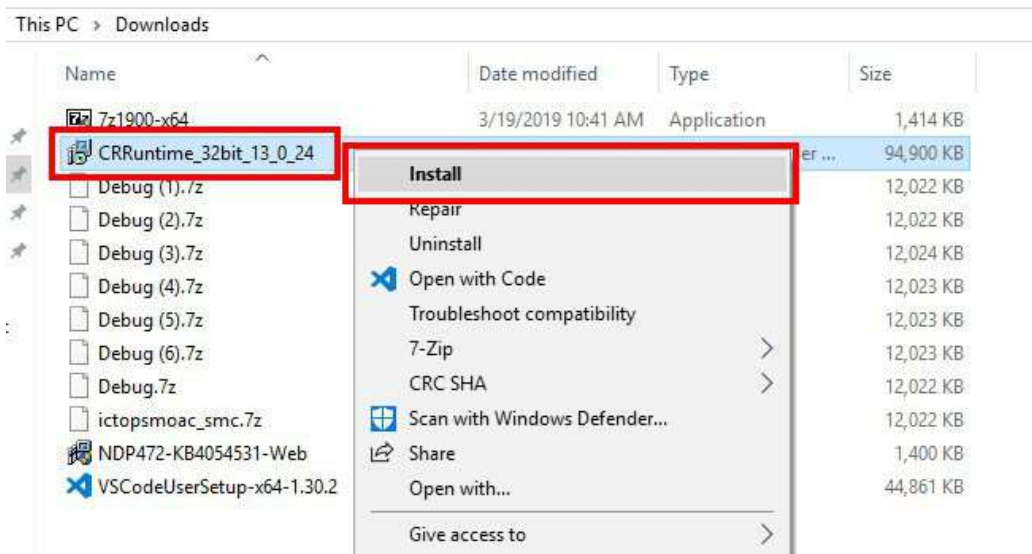 This PC > Downloads
Name Date modified Type Size
7z1900-x64 3/19/2019 10:41 AM Application 1,414 KB
CRRuntime_32bit_13_0_24 er ... 94,900 KB
Install
Debug (1).7z 12,022 KB
Repair
Debug (2).7z 12,022 KB
Uninstall
Debug (3).7z 12,024 KB
Open with Code
Debug (4).7z 12,023 KB
Troubleshoot compatibility
Debug (5).7z 12,023 KB
7-Zip
Debug (6).7z 12,023 KB
CRC SHA
Debug.7z 12,022 KB
Scan with Windows Defender...
ictopsmoac_smc.7z 12,022 KB
Share
NDP472-KB4054531-Web 1,400 KB
Open with...
VSCodeUserSetup-x64-1.30.2 44,861 KB
Give access to